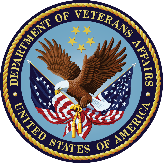 DEPARTMENT OF VETERANS AFFAIRS
UNITED STATES OF AMERICA